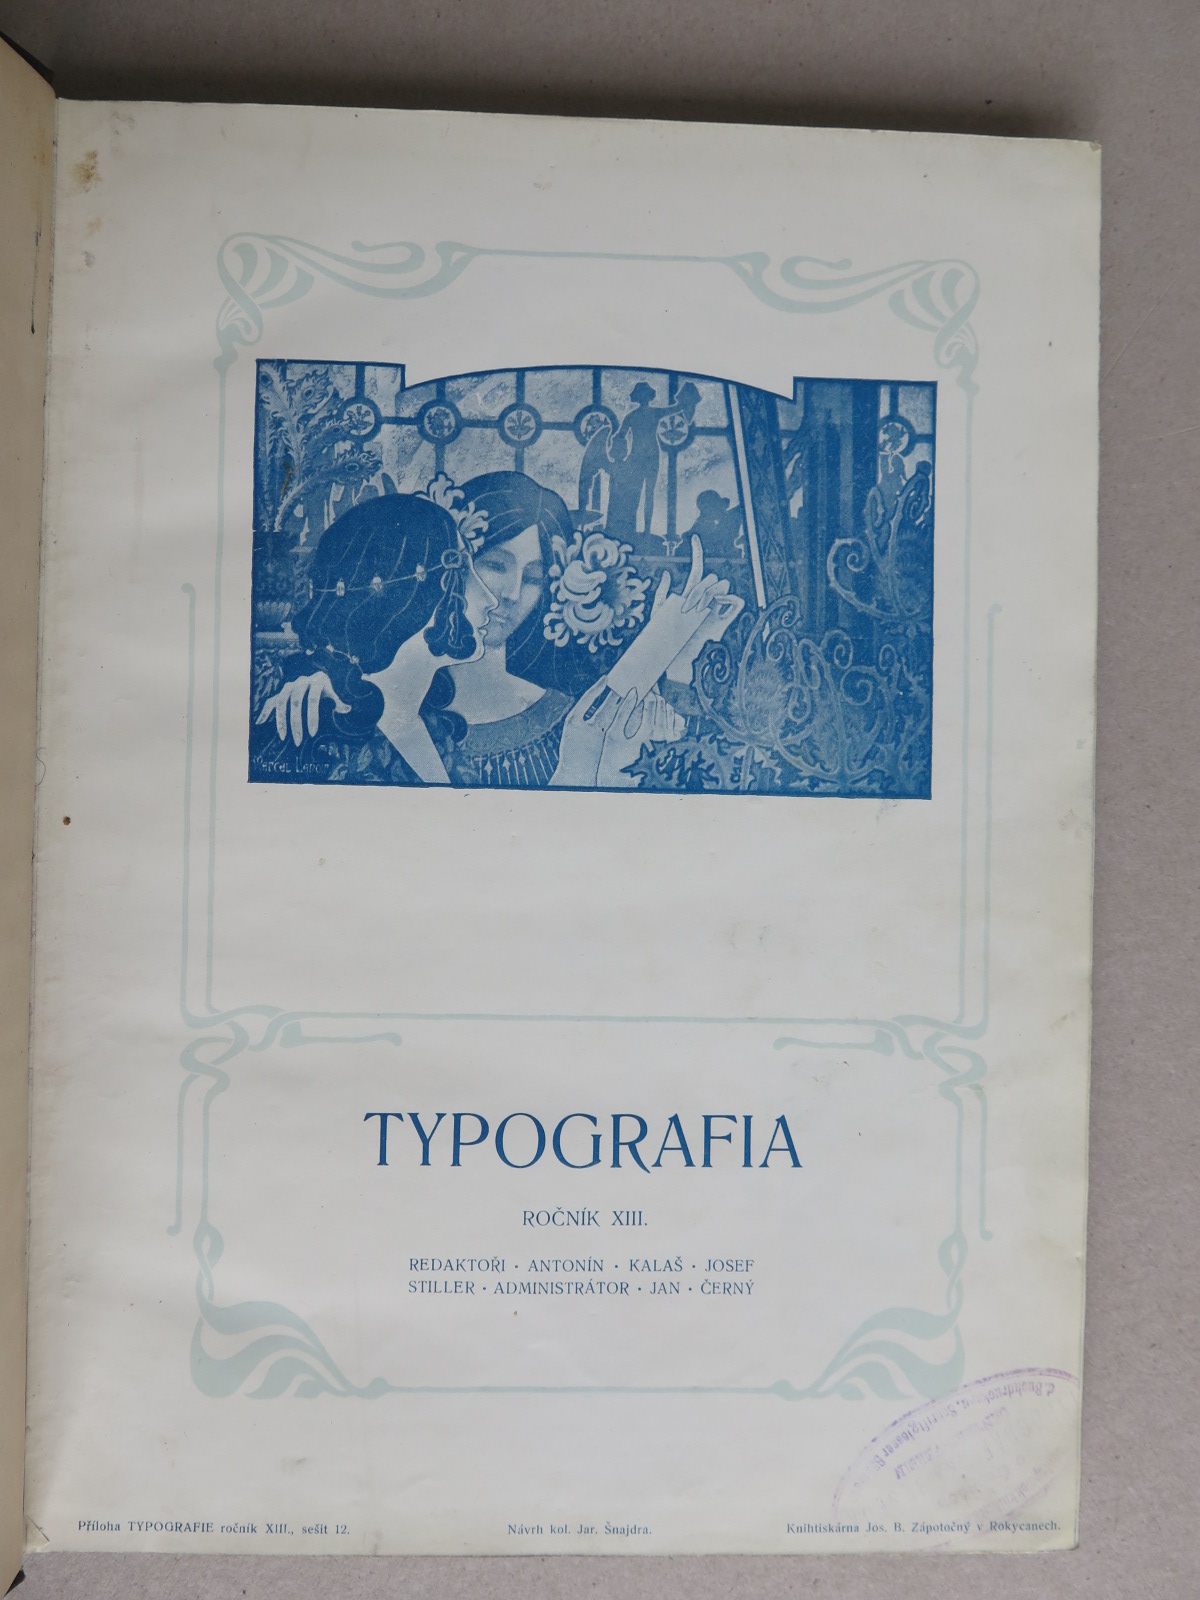 TYPOGRAFIA
ROČNÍK XIII.
REDAKTOŘI · ANTONÍN · KALAŠ · JOSEF
STILLER · ADMINISTRÁTOR · JAN · ČERNÝ
Příloha TYPOGRAFIE ročník XIII., sešit 12.
Návrh kol. Jar. Šnajdra.
Knihtiskárna Jos. B. Zápotočný v Rokycanech.